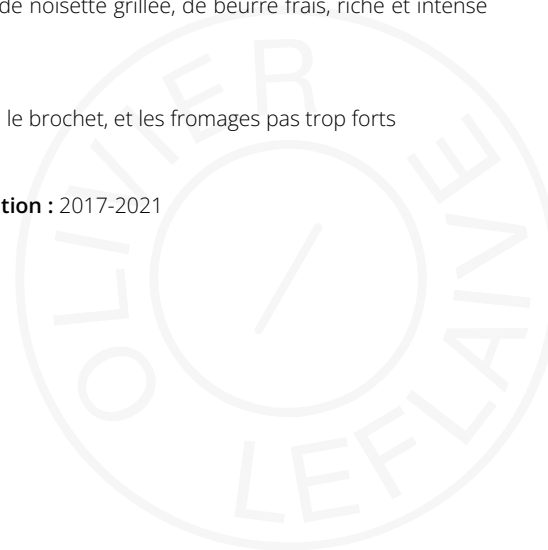 de noisette grillée, de beurre frais, riche et intense
le brochet, et les fromages pas trop forts
tion : 2017-2021
OLIVIER
LEFLAIVE